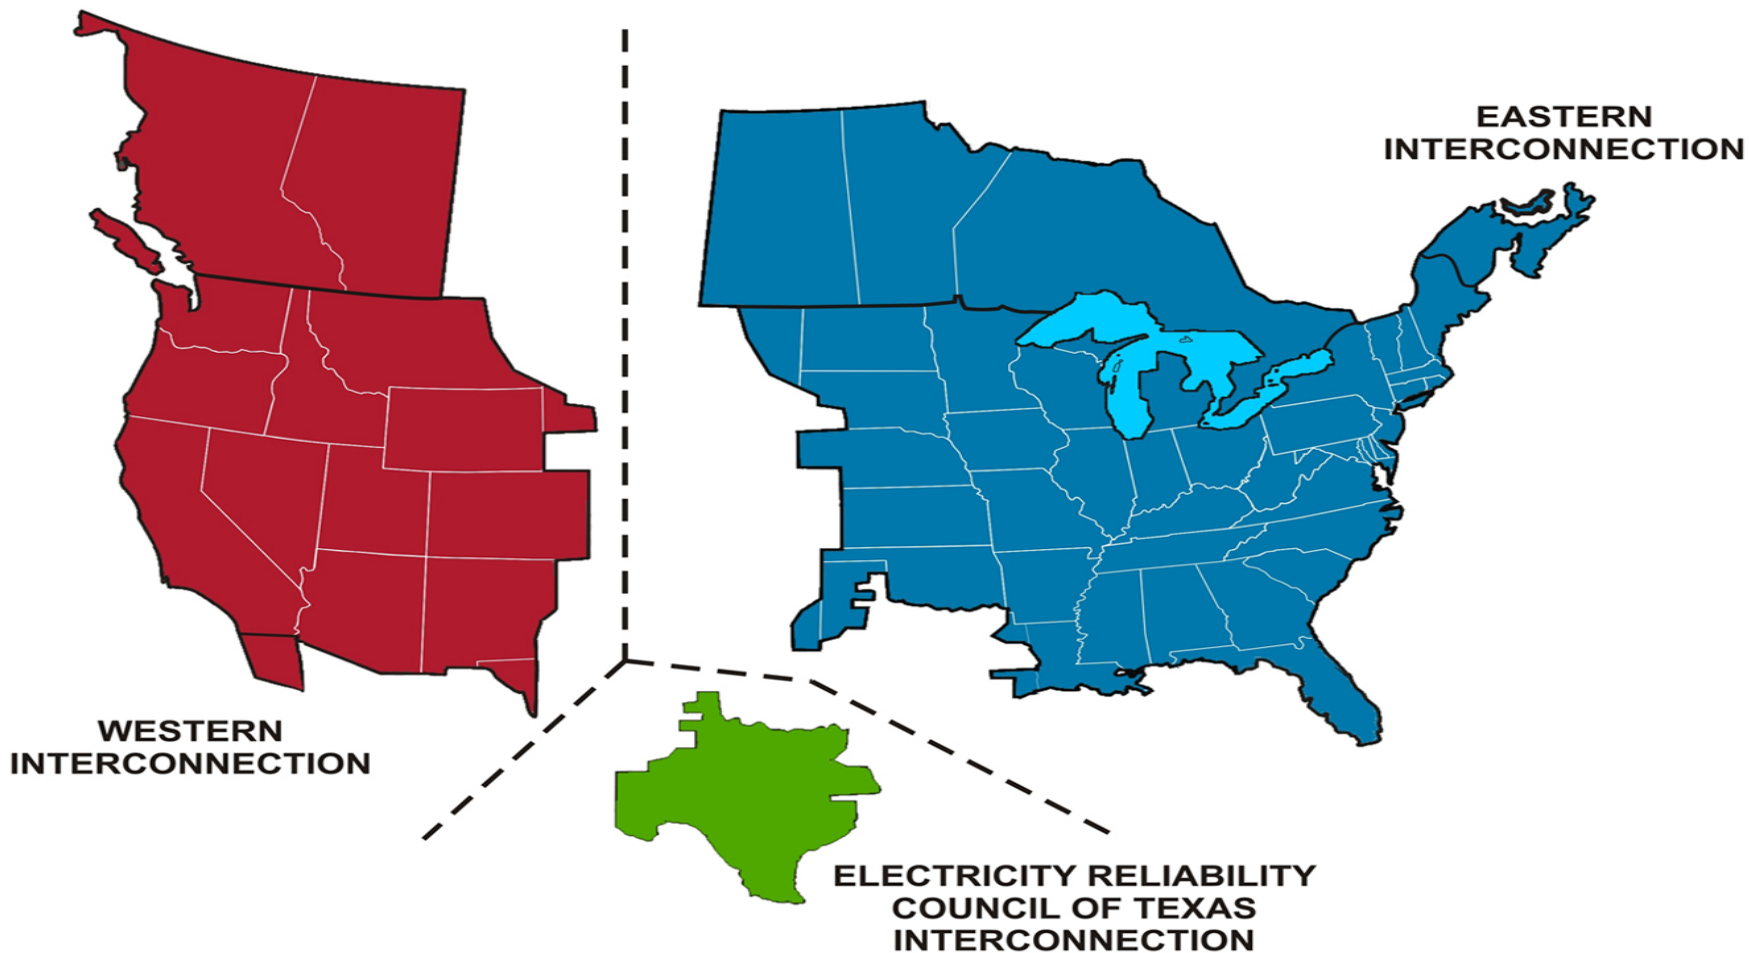 EASTERN
INTERCONNECTION
WESTERN
INTERCONNECTION
ELECTRICITY RELIABILITY
COUNCIL OF TEXAS
INTERCONNECTION